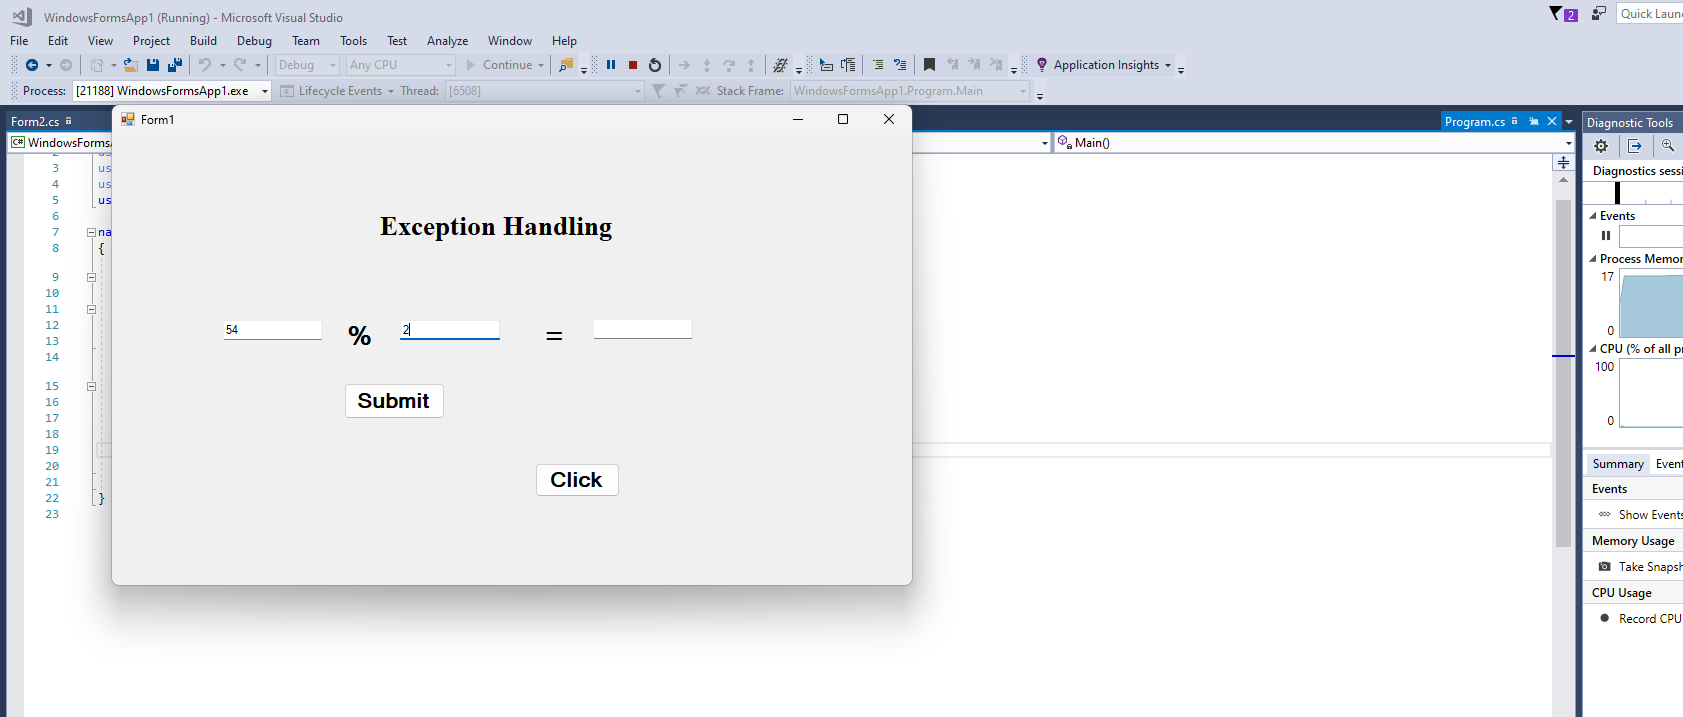 WindowsFormsApp1 (Running) - Microsoft Visual Studio
2
Quick Laun
File Edit View Project Build Debug Team Tools Test Analyze Window Help
Debug Any CPU Continue Application Insights
Process: [21188] WindowsFormsApp1.exe Lifecycle Events Thread: [6508] Stack Frame: WindowsFormsApp1.Program.Main
Form2.cs Form1 Program.cs Diagnostic Tools
C# WindowsForms Main()
2 us
3 us
4 us
5 us
6
7 na
8 {
9
10
11
12
13
14
15
16
17
18
19
20
21
22 }
23
Exception Handling
54 % 2 =
Submit
Click
Diagnostics sessi
Events
Process Memor
17
0
CPU (% of all pr
100
0
Summary Event
Events
Show Events
Memory Usage
Take Snapsh
CPU Usage
Record CPU